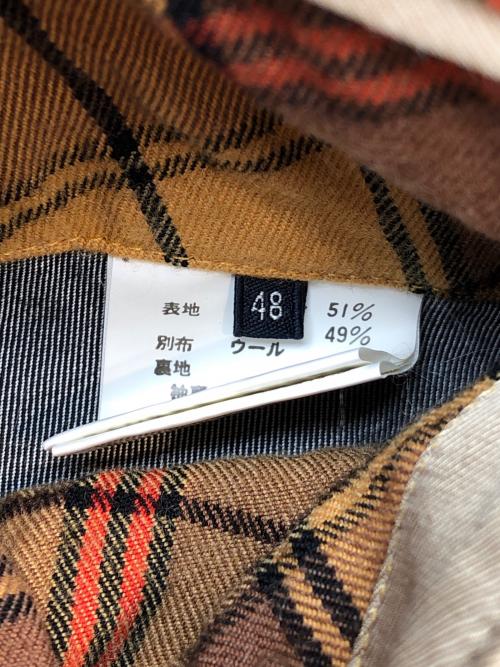 表地 51%
49%
別布 ウール
裏地
48